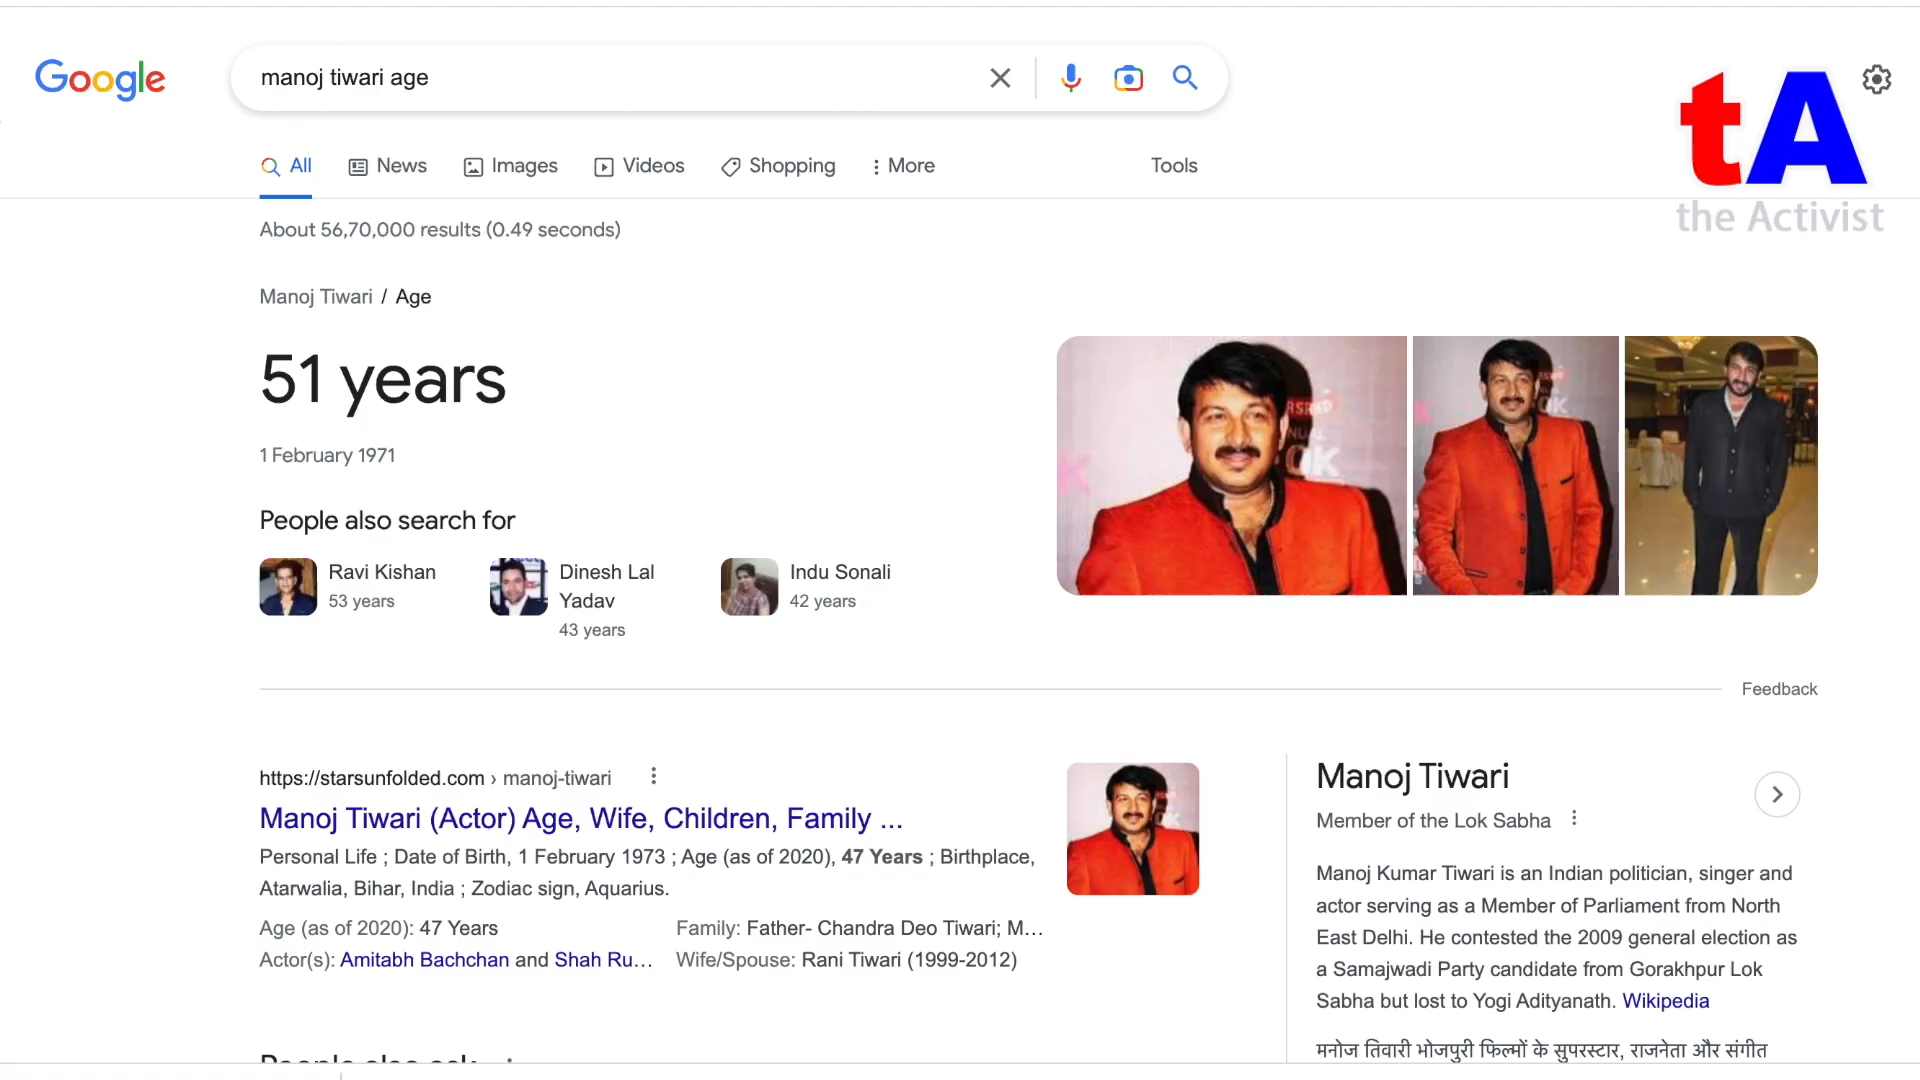 Google
manoj tiwari age
tA
the Activist
All
News
Images
Videos
Shopping
More
Tools
About 56,70,000 results (0.49 seconds)
Manoj Tiwari / Age
51 years
1 February 1971
People also search for
Ravi Kishan
53 years
Dinesh Lal
Yadav
43 years
Indu Sonali
42 years
Feedback
https://starsunfolded.com › manoj-tiwari
Manoj Tiwari (Actor) Age, Wife, Children, Family ...
Personal Life ; Date of Birth, 1 February 1973 ; Age (as of 2020), 47 Years ; Birthplace,
Atarwalia, Bihar, India ; Zodiac sign, Aquarius.
Age (as of 2020): 47 Years
Family: Father- Chandra Deo Tiwari; M...
Actor(s): Amitabh Bachchan and Shah Ru...
Wife/Spouse: Rani Tiwari (1999-2012)
Manoj Tiwari
Member of the Lok Sabha
Manoj Kumar Tiwari is an Indian politician, singer and
actor serving as a Member of Parliament from North
East Delhi. He contested the 2009 general election as
a Samajwadi Party candidate from Gorakhpur Lok
Sabha but lost to Yogi Adityanath. Wikipedia
मनोज तिवारी भोजपुरी फिल्मों के सुपरस्टार, राजनेता और संगीत
People also ask